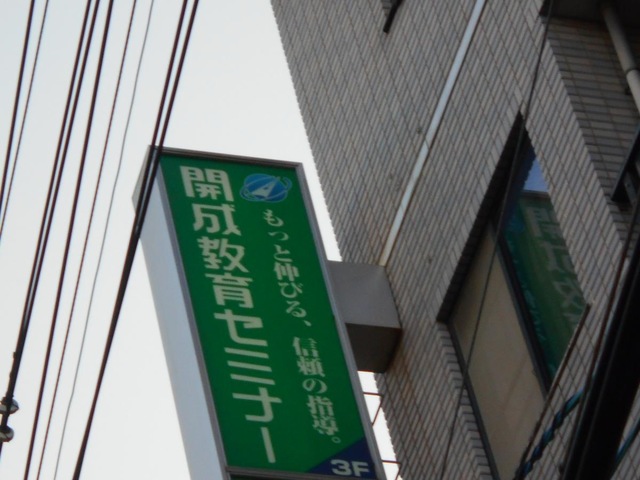 もっと伸びる、信頼の指導。
開成教育セミナー
3F